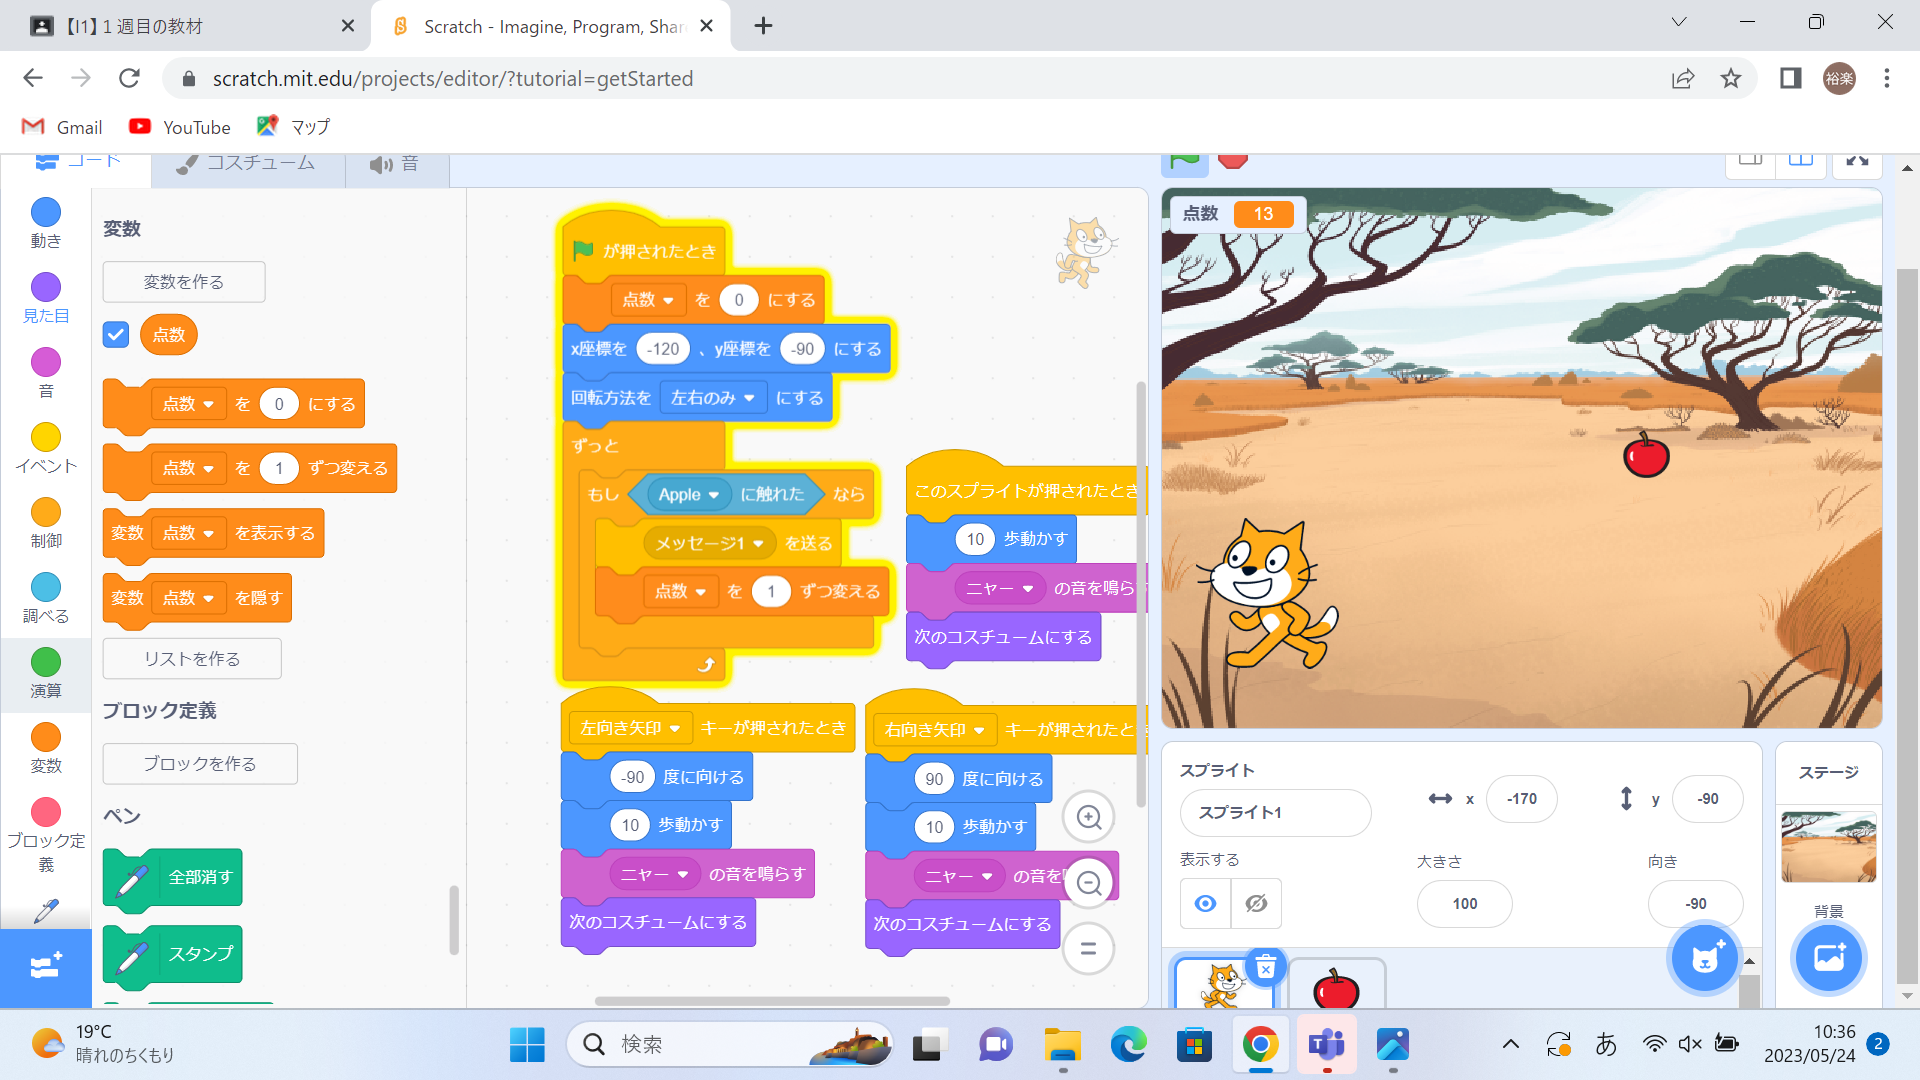 【I1】１週目の教材
Scratch - Imagine, Program, Shar
scratch.mit.edu/projects/editor/?tutorial=getStarted
裕楽
Gmail
YouTube
マップ
コード
コスチューム
音
動き
見た目
音
イベント
制御
調べる
演算
変数
ブロック定義
変数
変数を作る
点数
点数 を 0 にする
点数 を 1 ずつ変える
変数 点数 を表示する
変数 点数 を隠す
リストを作る
ブロック定義
ブロックを作る
ペン
全部消す
スタンプ
が押されたとき
点数 を 0 にする
x座標を -120 、y座標を -90 にする
回転方法を 左右のみ にする
ずっと
もし Apple に触れた なら
メッセージ1 を送る
点数 を 1 ずつ変える
このスプライトが押されたとき
10 歩動かす
ニャー の音を鳴らす
次のコスチュームにする
左向き矢印 キーが押されたとき
-90 度に向ける
10 歩動かす
ニャー の音を鳴らす
次のコスチュームにする
右向き矢印 キーが押されたと
90 度に向ける
10 歩動かす
ニャー の音を
次のコスチュームにする
点数 13
スプライト
スプライト1
x -170
y -90
表示する
大きさ 100
向き -90
ステージ
背景
19°C
晴れのちくもり
検索
あ
10:36
2023/05/24
2